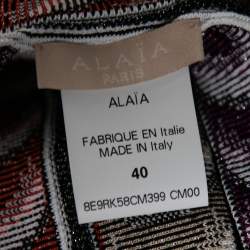 ALAÏA
PARIS
ALAÏA
FABRIQUE EN Italie
MADE IN Italy
40
8E9RK58CM399 CM00